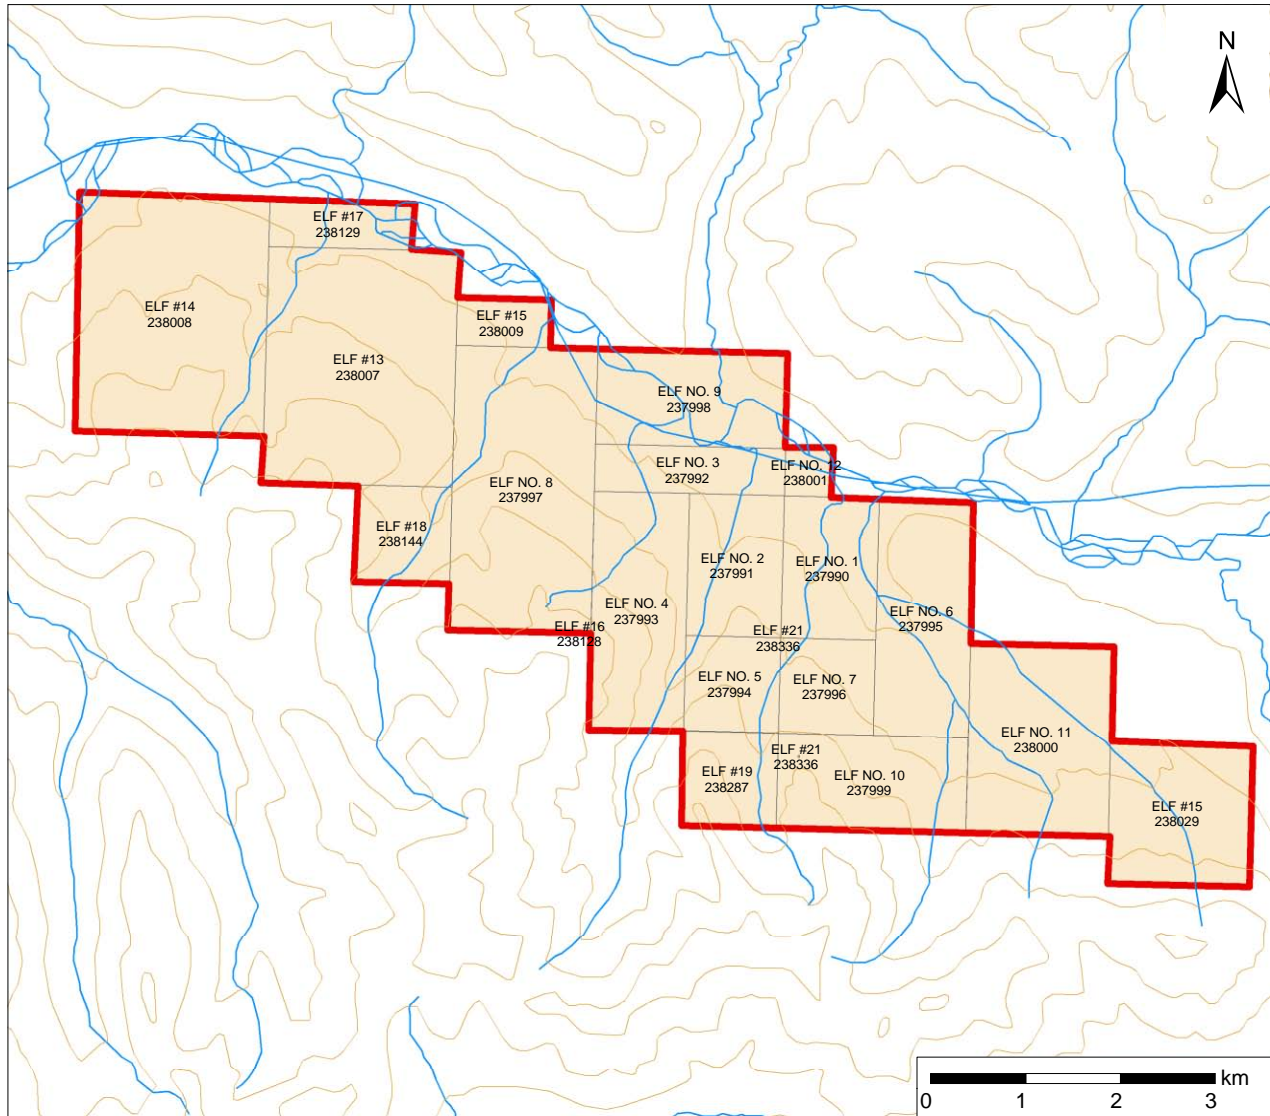 N
ELF #17
238129
ELF #14
238008
ELF #15
238009
ELF #13
238007
ELF NO. 9
237998
ELF NO. 3
237992
ELF NO. 12
238001
ELF NO. 8
237997
ELF #18
238144
ELF NO. 2
237991
ELF NO. 1
237990
ELF NO. 4
237993
ELF NO. 6
237995
ELF #16
238128
ELF #21
238336
ELF NO. 5
237994
ELF NO. 7
237996
ELF NO. 11
238000
ELF #21
238336
ELF #19
238287
ELF NO. 10
237999
ELF #15
238029
km
0 1 2 3